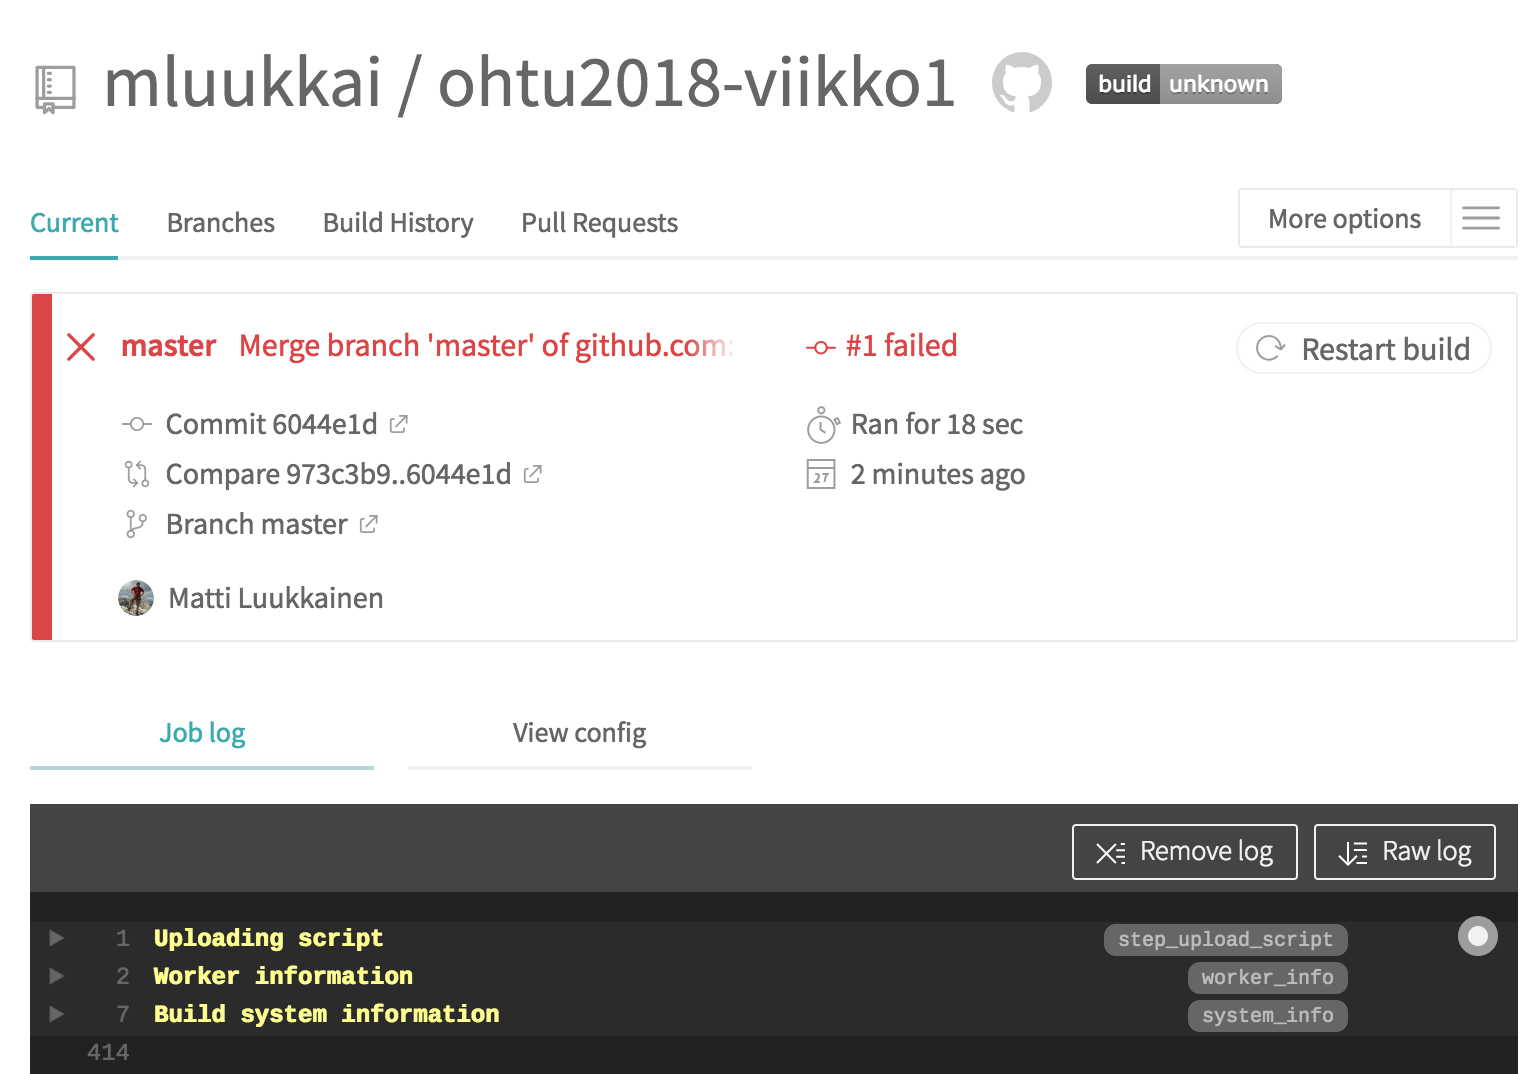 mluukkai / ohtu2018-viikko1
build unknown
Current Branches Build History Pull Requests
More options
master Merge branch 'master' of github.com:
#1 failed
Restart build
Commit 6044e1d
Ran for 18 sec
Compare 973c3b9..6044e1d
27 2 minutes ago
Branch master
Matti Luukkainen
Job log View config
Remove log Raw log
1 Uploading script step_upload_script
2 Worker information worker_info
7 Build system information system_info
414